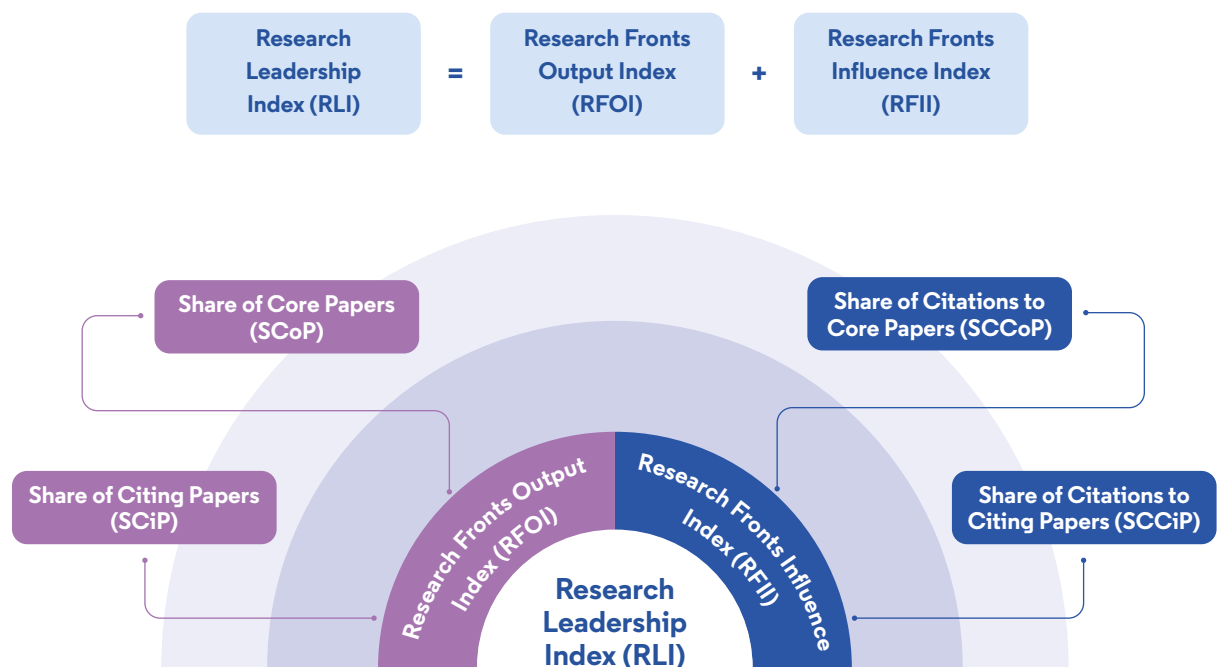 Research
Leadership
Index (RLI)
=
Research Fronts
Output Index
(RFOI)
+
Research Fronts
Influence Index
(RFII)
Share of Core Papers
(SCoP)
Share of Citations to
Core Papers (SCCoP)
Share of Citing Papers
(SCiP)
Share of Citations to
Citing Papers (SCCiP)
Research Fronts Output
Index (RFOI)
Research Fronts Influence
Index (RFII)
Research
Leadership
Index (RLI)